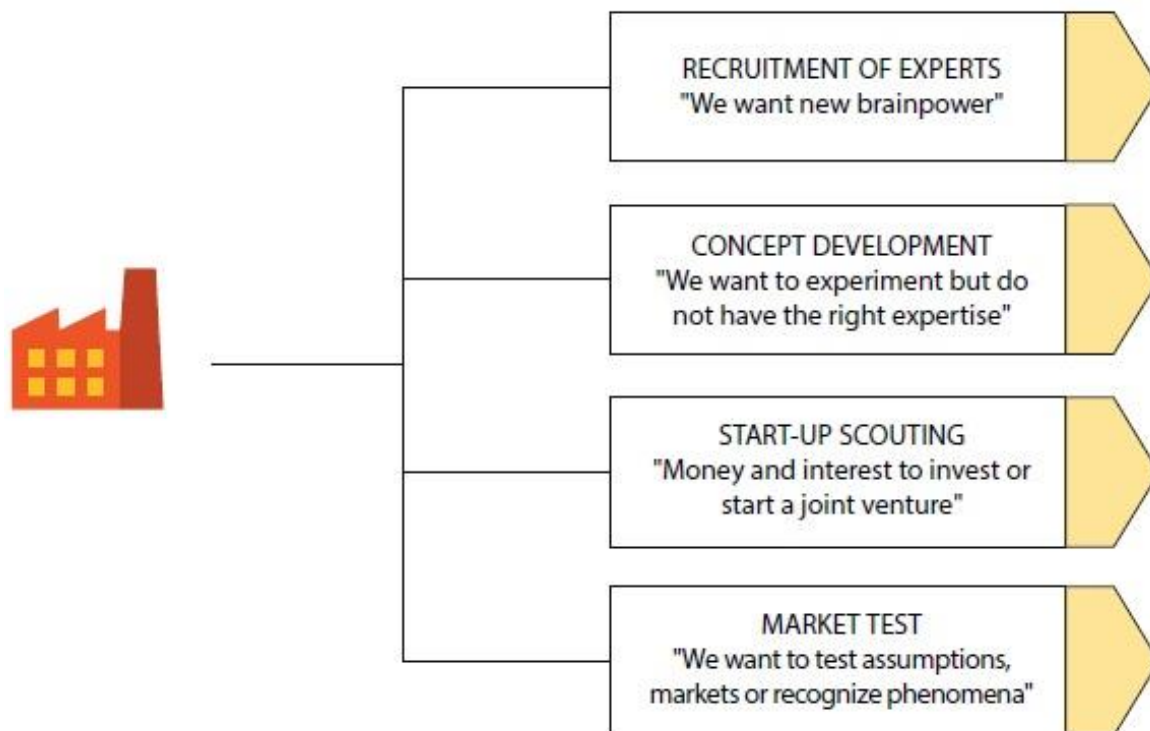 RECRUITMENT OF EXPERTS
"We want new brainpower"
CONCEPT DEVELOPMENT
"We want to experiment but do
not have the right expertise"
START-UP SCOUTING
"Money and interest to invest or
start a joint venture"
MARKET TEST
"We want to test assumptions,
markets or recognize phenomena"